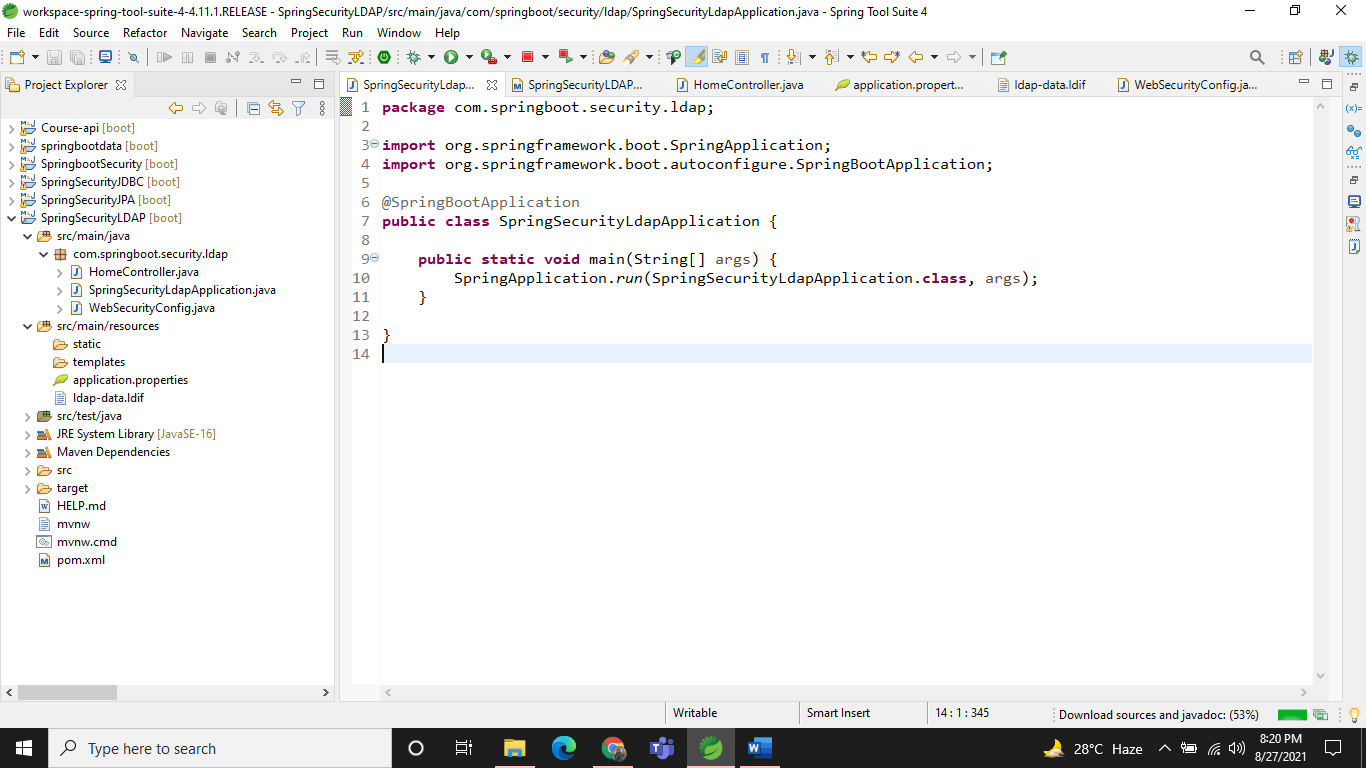 workspace-spring-tool-suite-4-4.11.1.RELEASE - SpringSecurityLDAP/src/main/java/com/springboot/security/ldap/SpringSecurityLdapApplication.java - Spring Tool Suite 4
File Edit Source Refactor Navigate Search Project Run Window Help
Project Explorer
SpringSecurityLdap... SpringSecurityLDAP... HomeController.java application.propert... ldap-data.ldif WebSecurityConfig.ja...
Course-api [boot]
springbootdata [boot]
SpringbootSecurity [boot]
SpringSecurityJDBC [boot]
SpringSecurityJPA [boot]
SpringSecurityLDAP [boot]
src/main/java
com.springboot.security.ldap
HomeController.java
SpringSecurityLdapApplication.java
WebSecurityConfig.java
src/main/resources
static
templates
application.properties
ldap-data.ldif
src/test/java
JRE System Library [JavaSE-16]
Maven Dependencies
src
target
HELP.md
mvnw
mvnw.cmd
pom.xml
1 package com.springboot.security.ldap;
2
3 import org.springframework.boot.SpringApplication;
4 import org.springframework.boot.autoconfigure.SpringBootApplication;
5
6 @SpringBootApplication
7 public class SpringSecurityLdapApplication {
8
9 public static void main(String[] args) {
10 SpringApplication.run(SpringSecurityLdapApplication.class, args);
11 }
12
13 }
14
Writable Smart Insert 14 : 1 : 345 Download sources and javadoc: (53%)
Type here to search
28°C Haze
8:20 PM
8/27/2021